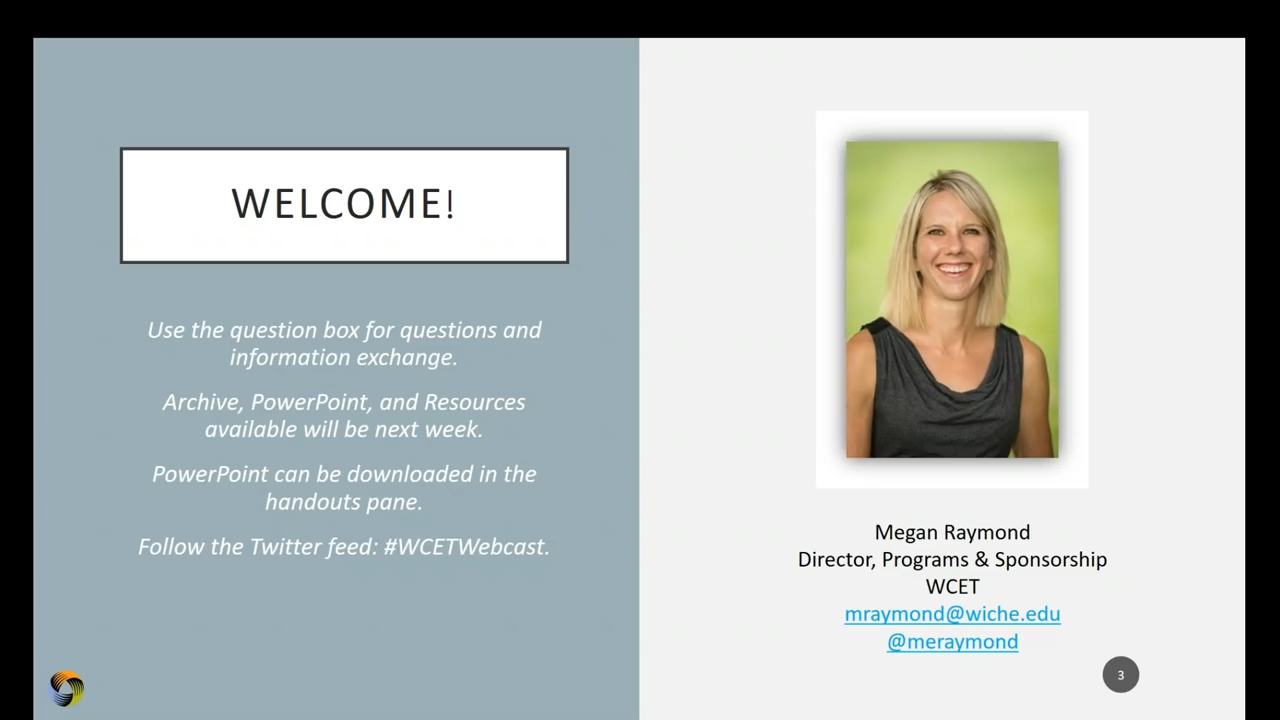 WELCOME!
Use the question box for questions and
information exchange.
Archive, PowerPoint, and Resources
available will be next week.
PowerPoint can be downloaded in the
handouts pane.
Follow the Twitter feed: #WCETWebcast.
Megan Raymond
Director, Programs & Sponsorship
WCET
mraymond@wiche.edu
@meraymond
3